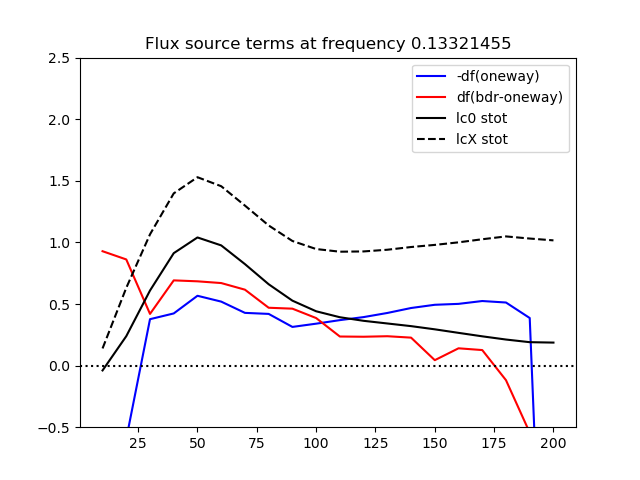 Flux source terms at frequency 0.13321455
2.5
2.0
1.5
1.0
0.5
0.0
−0.5
-df(oneway)
df(bdr-oneway)
lc0 stot
lcX stot
25 50 75 100 125 150 175 200